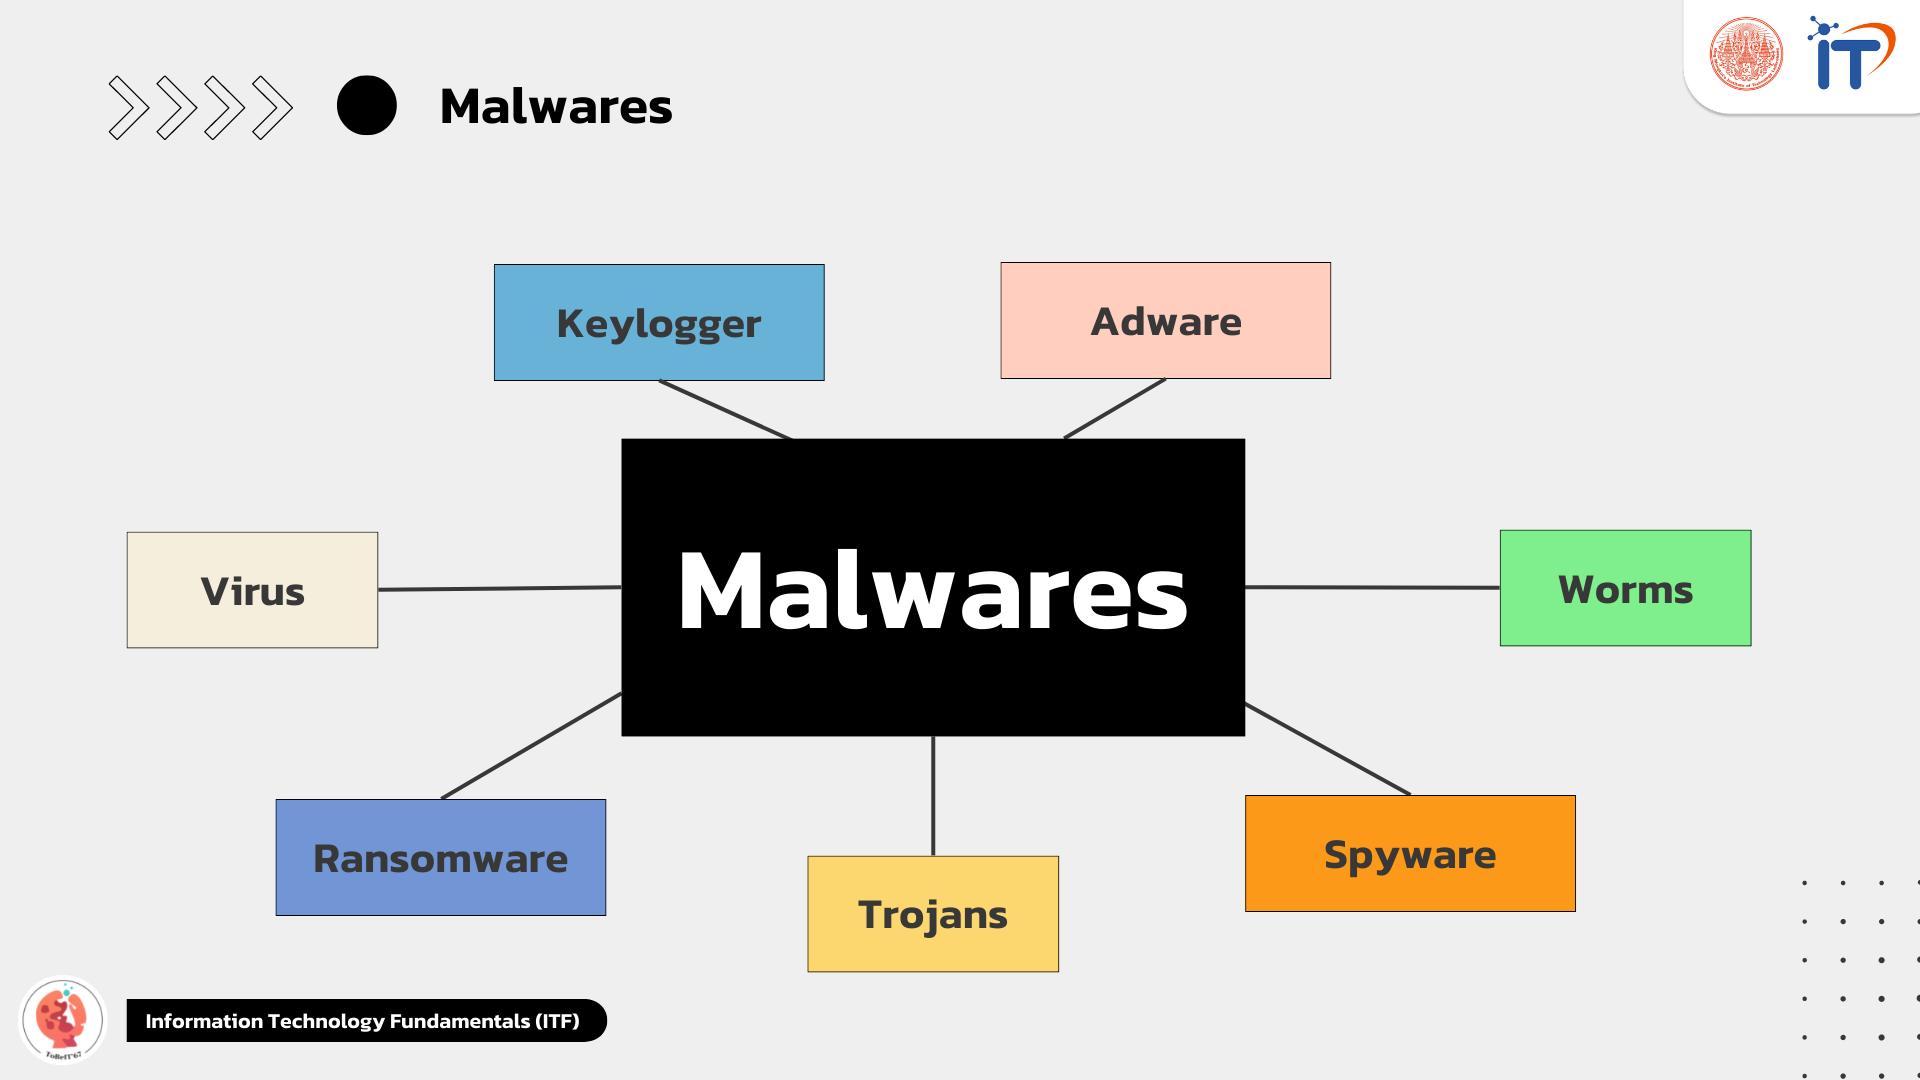 Malwares
iT
Keylogger
Adware
Malwares
Virus
Worms
Ransomware
Trojans
Spyware
ToBeIT'67
Information Technology Fundamentals (ITF)